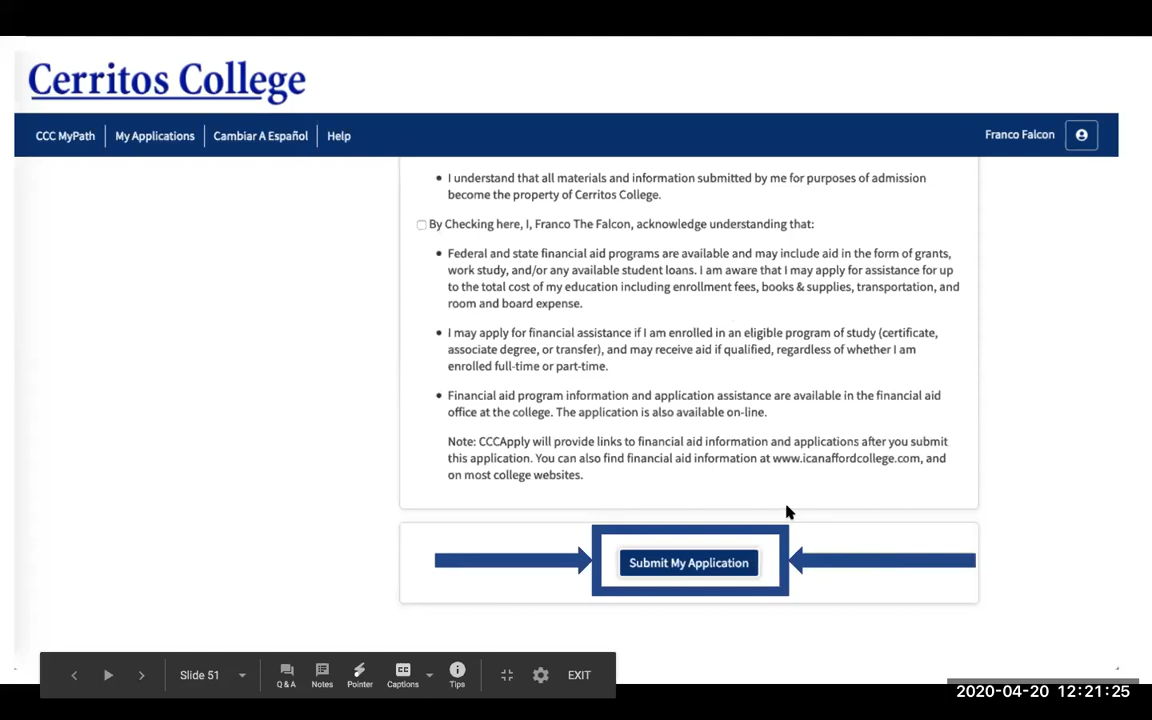 Cerritos College
CCC MyPath My Applications Cambiar A Español Help Franco Falcon
• I understand that all materials and information submitted by me for purposes of admission
become the property of Cerritos College.
By Checking here, I, Franco The Falcon, acknowledge understanding that:
• Federal and state financial aid programs are available and may include aid in the form of grants,
work study, and/or any available student loans. I am aware that I may apply for assistance for up
to the total cost of my education including enrollment fees, books & supplies, transportation, and
room and board expense.
• I may apply for financial assistance if I am enrolled in an eligible program of study (certificate,
associate degree, or transfer), and may receive aid if qualified, regardless of whether I am
enrolled full-time or part-time.
• Financial aid program information and application assistance are available in the financial aid
office at the college. The application is also available on-line.
Note: CCCApply will provide links to financial aid information and applications after you submit
this application. You can also find financial aid information at www.icanaffordcollege.com, and
on most college websites.
Submit My Application
Slide 51 Q & A Notes Pointer Captions Tips EXIT
2020-04-20 12:21:25